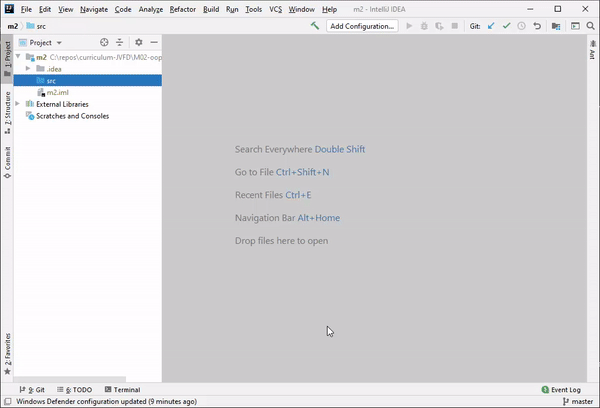 File Edit View Navigate Code Analyze Refactor Build Run Tools VCS Window Help m2 - IntelliJ IDEA
m2 src Add Configuration... Git:
Project
m2 C:\repos\curriculum-JVFD\M02-oop
.idea
src
m2.iml
External Libraries
Scratches and Consoles
1: Project
7: Structure
Commit
2: Favorites
Ant
Search Everywhere Double Shift
Go to File Ctrl+Shift+N
Recent Files Ctrl+E
Navigation Bar Alt+Home
Drop files here to open
9: Git 6: TODO Terminal Event Log
Windows Defender configuration updated (9 minutes ago) master